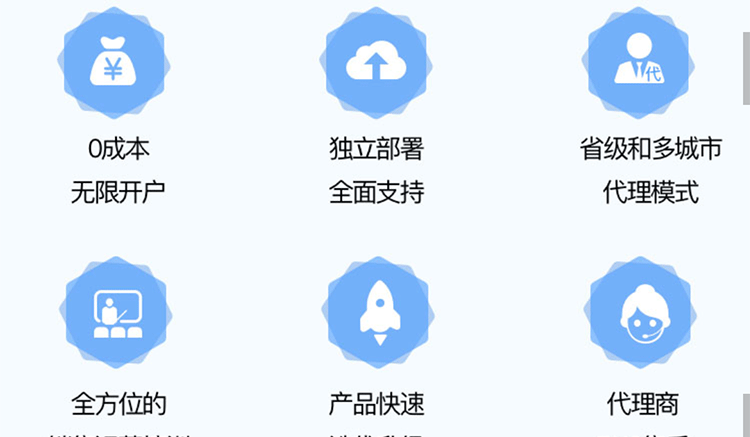 ¥
代
0成本
无限开户
独立部署
全面支持
省级和多城市
代理模式
全方位的
产品快速
代理商